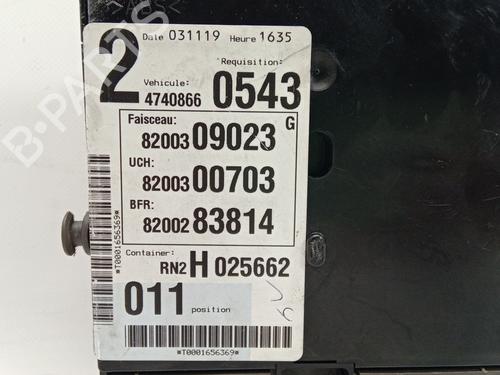 2 Date 031119 Heure 1635
Requisition:
Vehicule:
4740866 0543
Faisceau: G
82003 09023
UCH:
82003 00703
BFR:
82002 83814
Container:
RN2 H 025662
011 position
*T0001656369*
*T0001656369*
B-PARTS